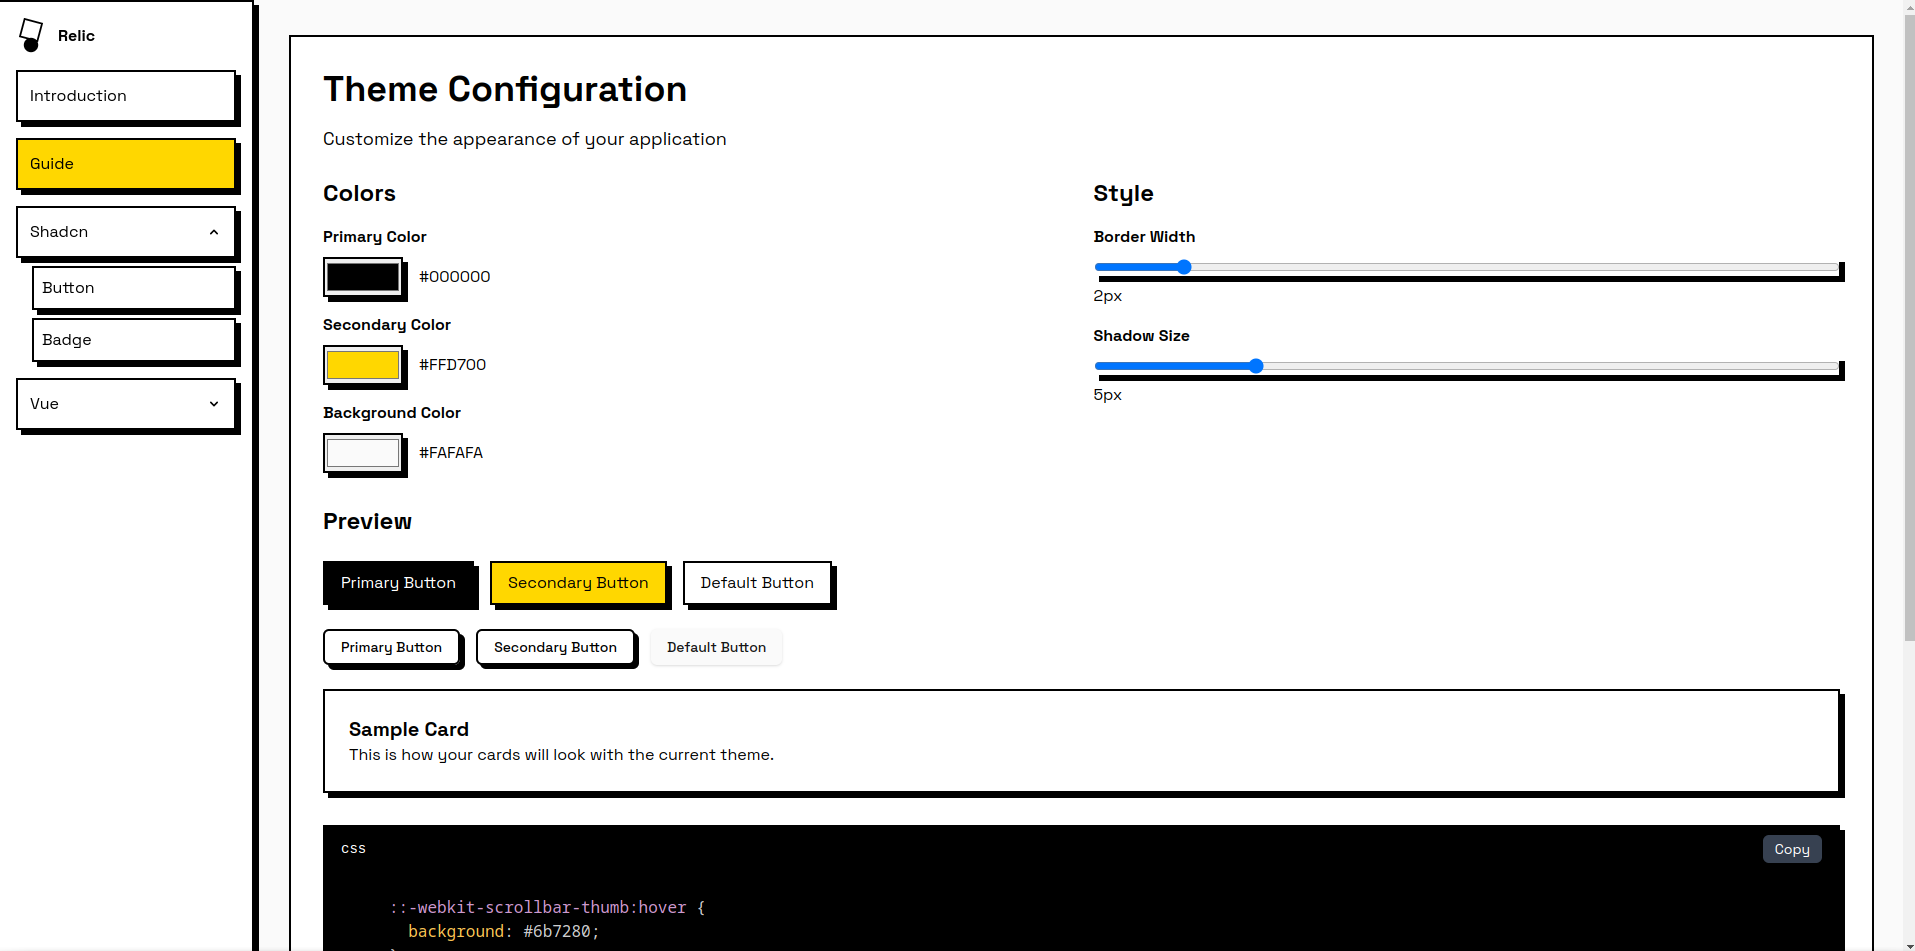 Relic
Introduction
Guide
Shadcn
Button
Badge
Vue
Theme Configuration
Customize the appearance of your application
Colors
Primary Color
#000000
Secondary Color
#FFD700
Background Color
#FAFAFA
Style
Border Width
2px
Shadow Size
5px
Preview
Primary Button Secondary Button Default Button
Primary Button Secondary Button Default Button
Sample Card
This is how your cards will look with the current theme.
css Copy
::-webkit-scrollbar-thumb:hover {
background: #6b7280;